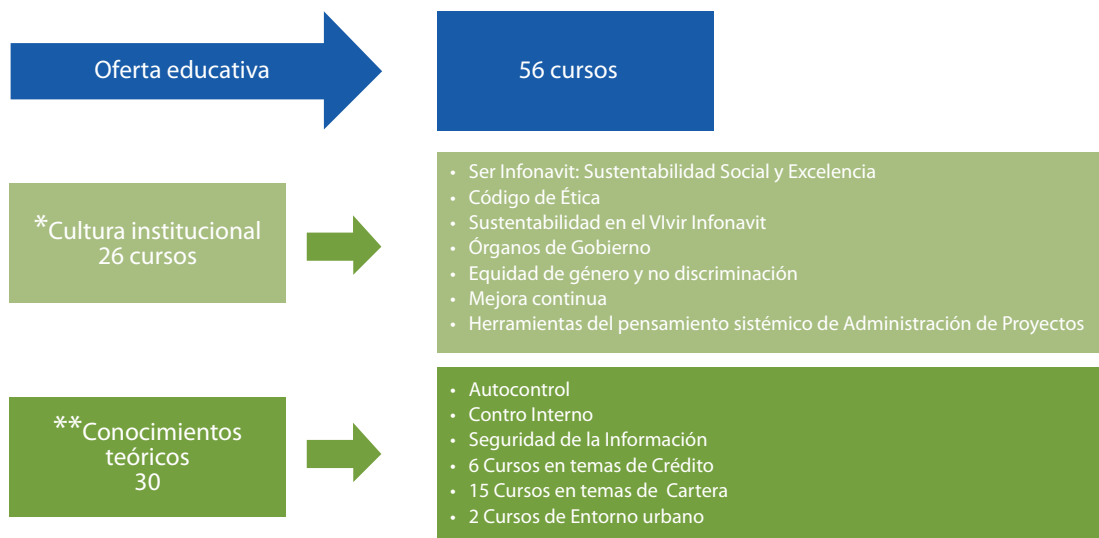 Oferta educativa
56 cursos
*Cultura institucional
26 cursos
• Ser Infonavit: Sustentabilidad Social y Excelencia
• Código de Ética
• Sustentabilidad en el VIvir Infonavit
• Órganos de Gobierno
• Equidad de género y no discriminación
• Mejora continua
• Herramientas del pensamiento sistémico de Administración de Proyectos
**Conocimientos
teóricos
30
• Autocontrol
• Contro Interno
• Seguridad de la Información
• 6 Cursos en temas de Crédito
• 15 Cursos en temas de Cartera
• 2 Cursos de Entorno urbano